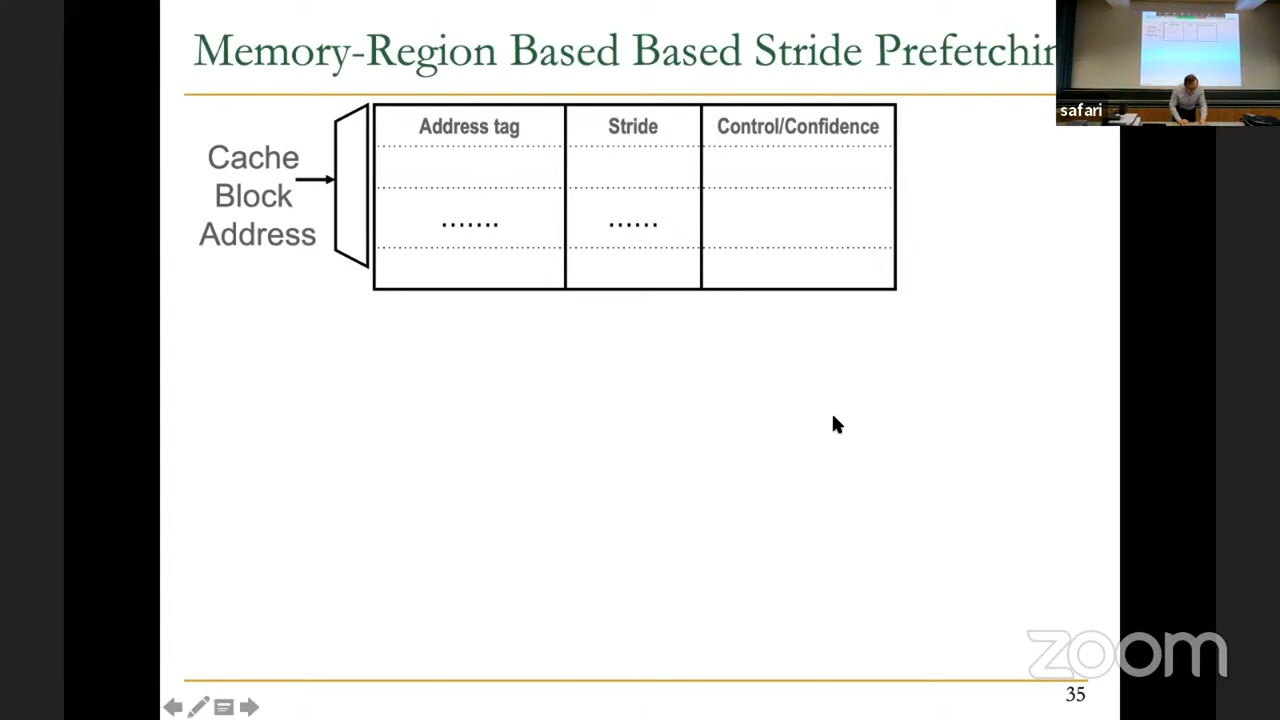 Memory-Region Based Based Stride Prefetchin
safari
Address tag
Stride
Control/Confidence
Cache
Block
Address
.......
......
zoom
35